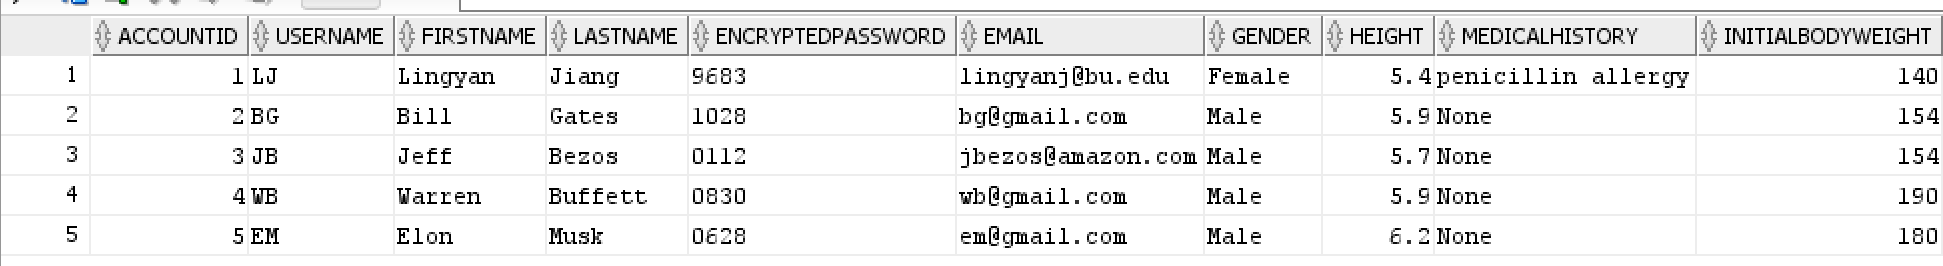 ACCOUNTID USERNAME FIRSTNAME LASTNAME ENCRYPTEDPASSWORD EMAIL GENDER HEIGHT MEDICALHISTORY INITIALBODYWEIGHT
1 1 LJ Lingyan Jiang 9683 lingyanj@bu.edu Female 5.4 penicillin allergy 140
2 2 BG Bill Gates 1028 bg@gmail.com Male 5.9 None 154
3 3 JB Jeff Bezos 0112 jbezos@amazon.com Male 5.7 None 154
4 4 WB Warren Buffett 0830 wb@gmail.com Male 5.9 None 190
5 5 EM Elon Musk 0628 em@gmail.com Male 6.2 None 180